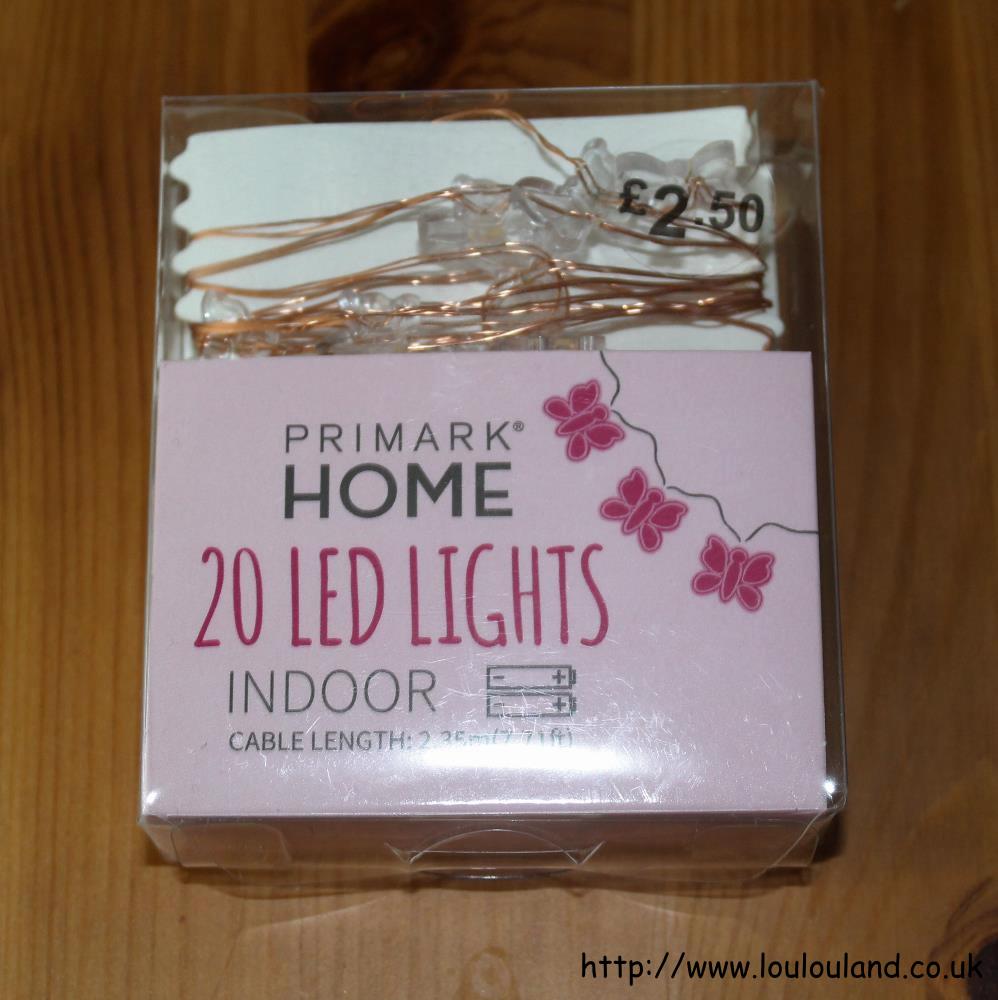 £2.50
PRIMARK®
HOME
20 LED LIGHTS
INDOOR
- +
- +
CABLE LENGTH: 2.35m(7.71ft)
http://www.loulouland.co.uk